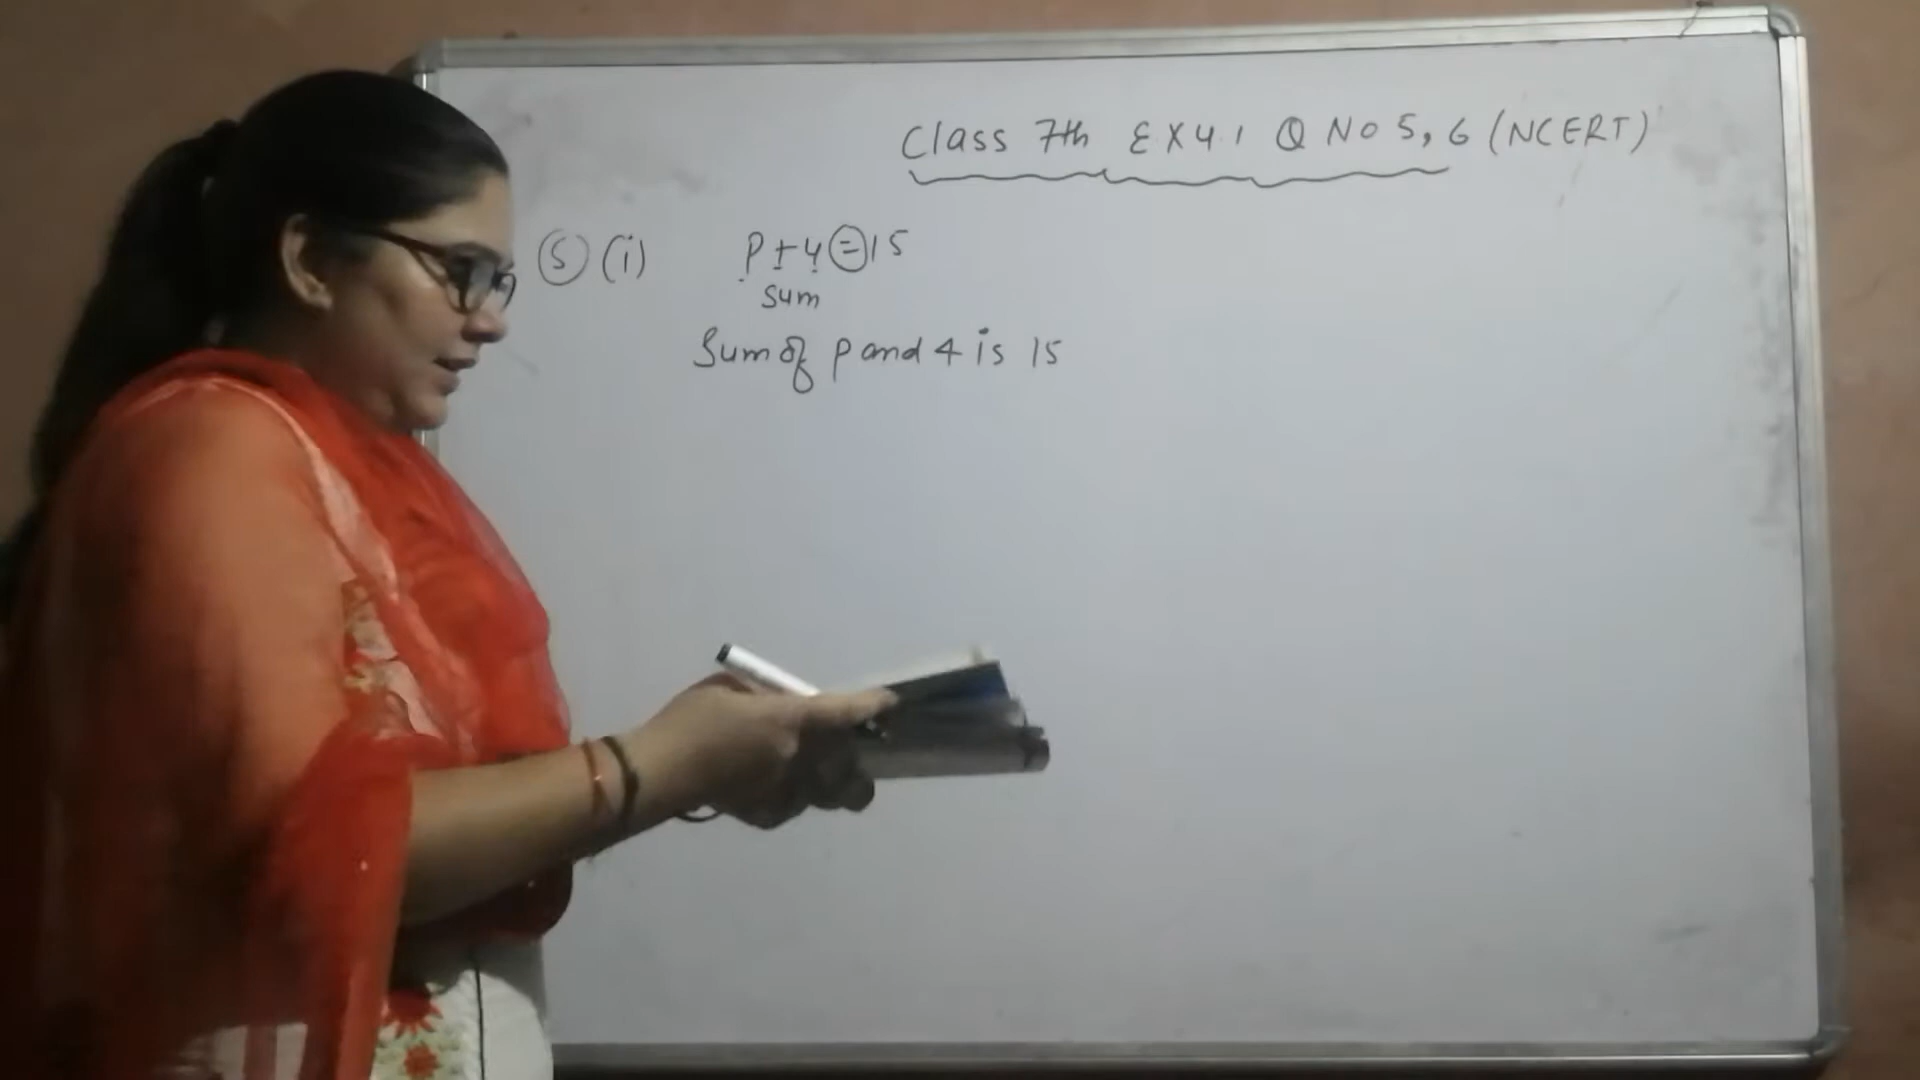 Class 7th EX 4.1 Q NO 5, 6 (NCERT)
5 (i) P + 4 = 15
Sum
Sum of p and 4 is 15